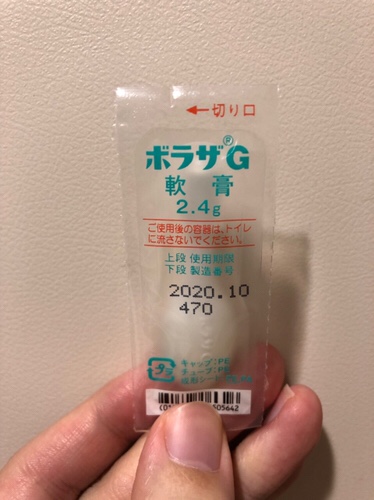 ←切り口
ボラザ®G
軟膏
2.4g
ご使用後の容器は、トイレ
に流さないでください。
上段 使用期限
下段 製造番号
2020.10
470
プラ
キャップ:PE
チューブ:PE